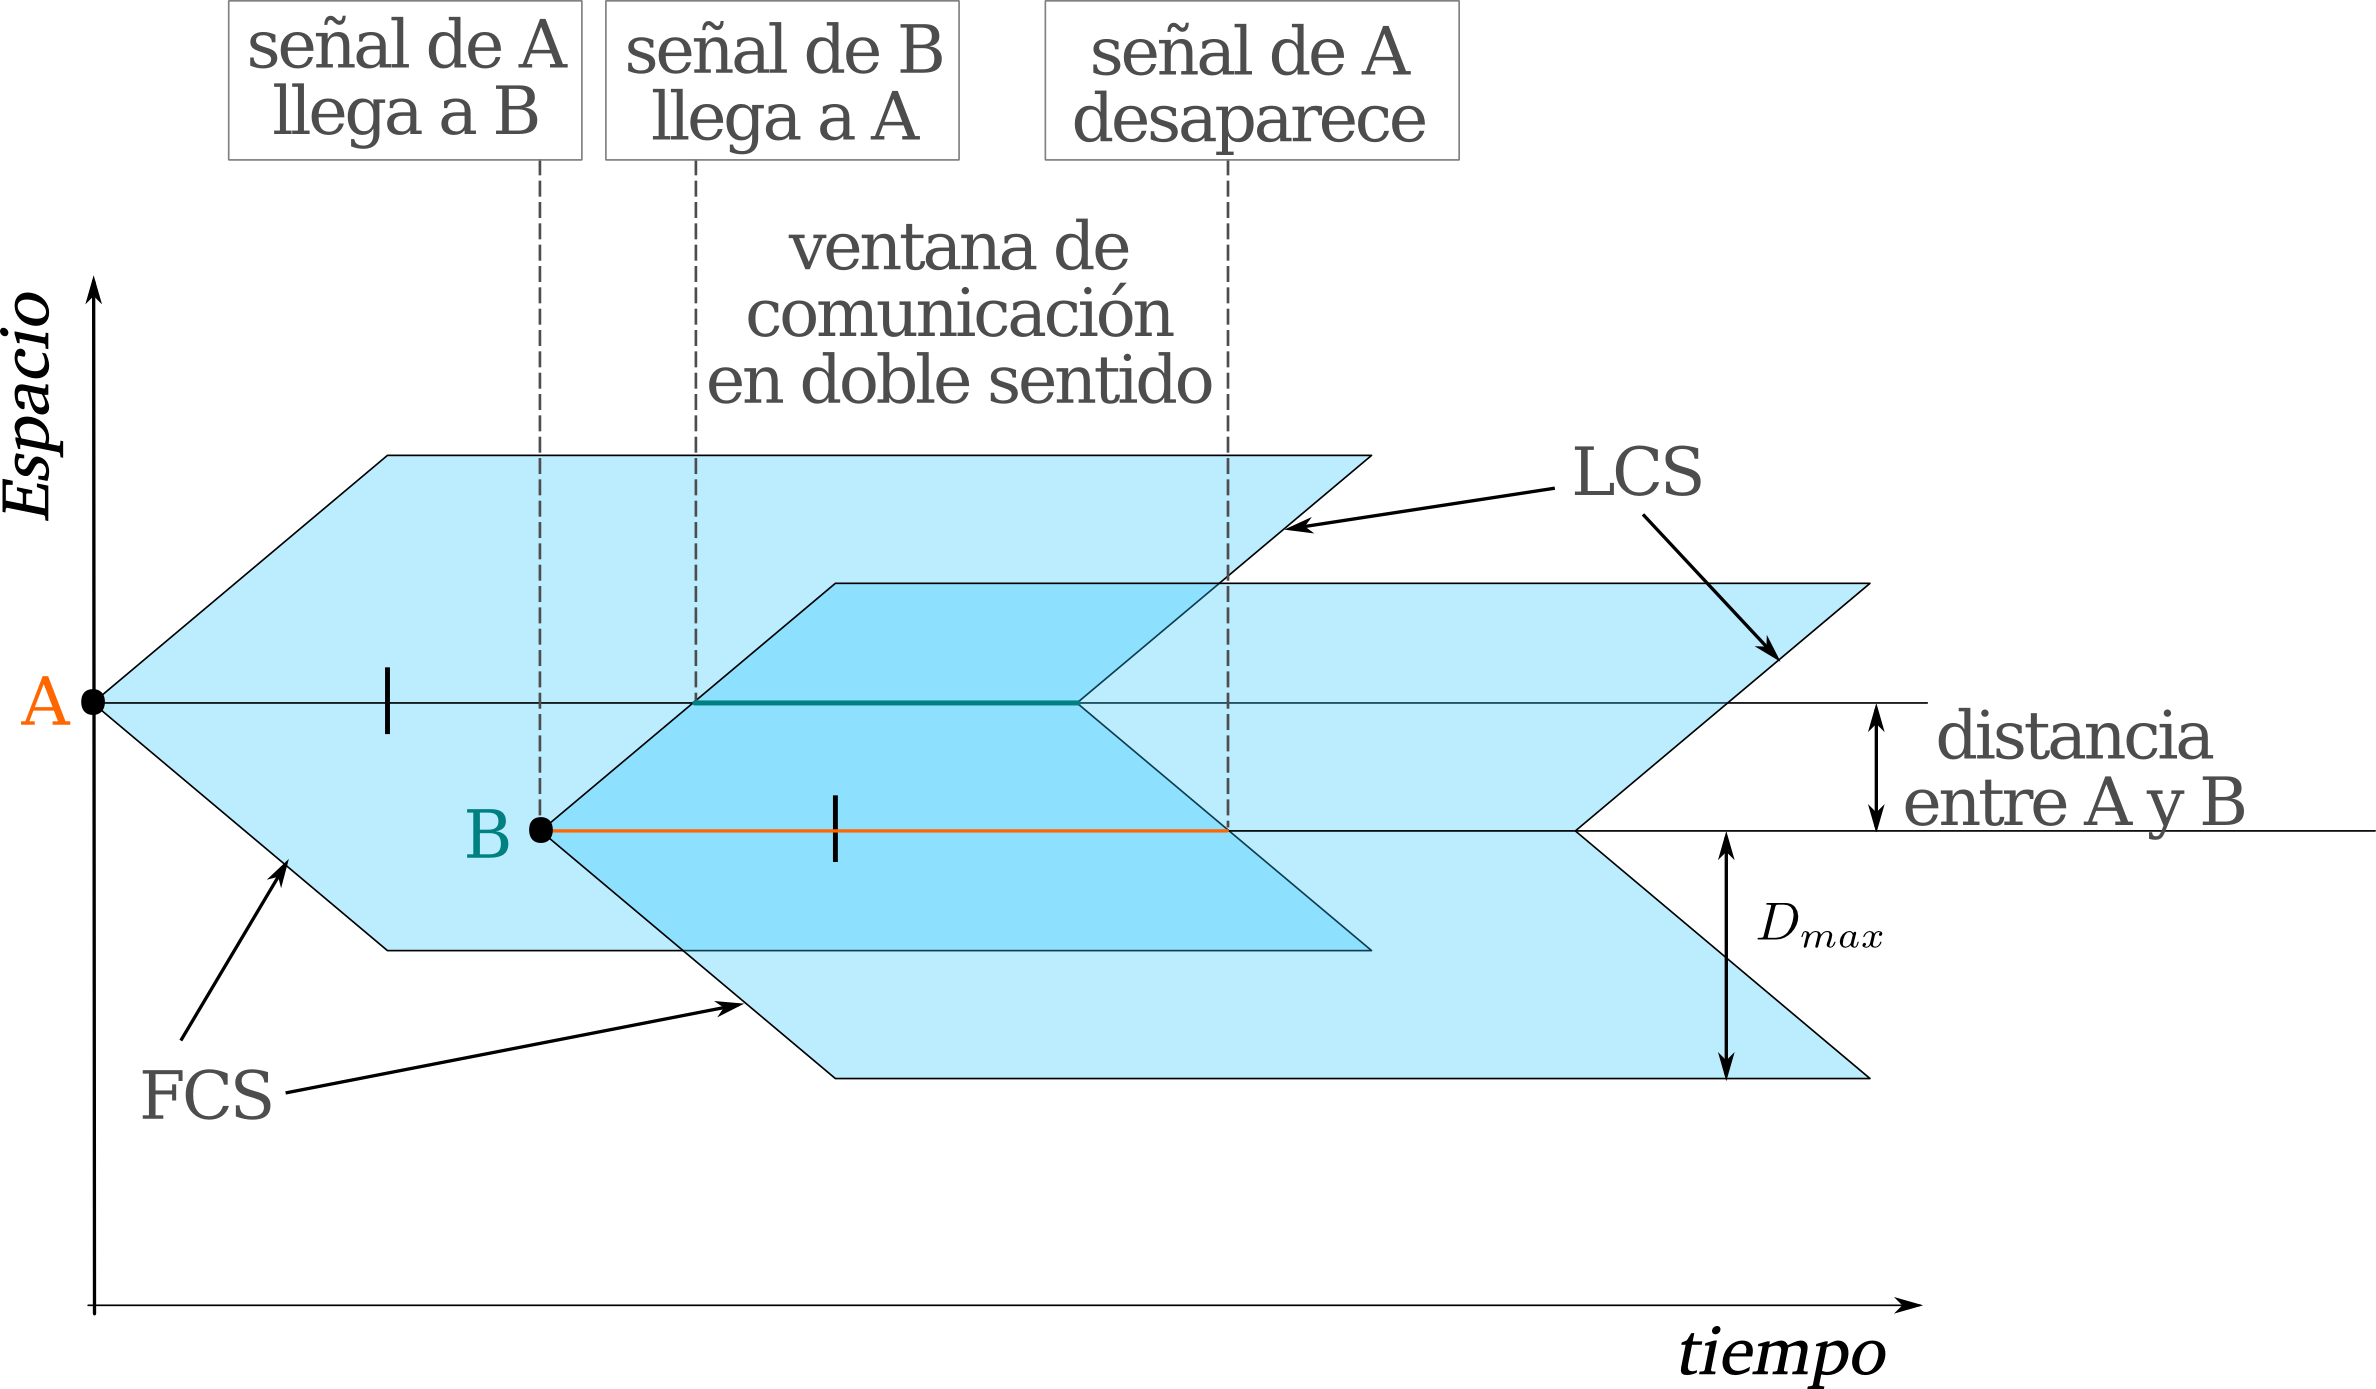 señal de A
llega a B
señal de B
llega a A
señal de A
desaparece
ventana de
comunicación
en doble sentido
Espacio
LCS
A
distancia
entre A y B
B
D_{max}
FCS
tiempo